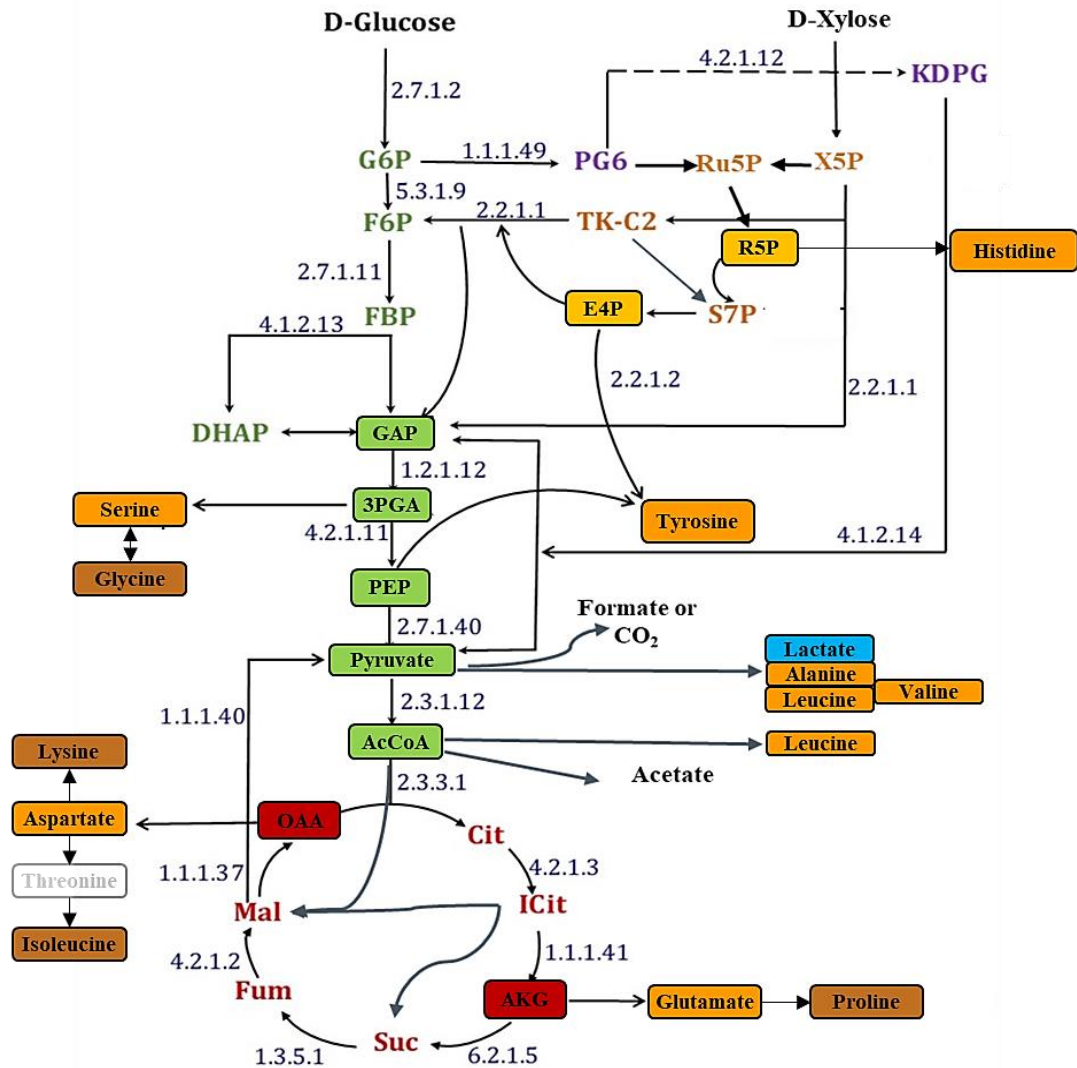 D-Glucose
D-Xylose
4.2.1.12
KDPG
2.7.1.2
G6P
1.1.1.49
PG6
Ru5P
X5P
5.3.1.9
F6P
2.2.1.1
TK-C2
R5P
Histidine
2.7.1.11
FBP
E4P
S7P
4.1.2.13
2.2.1.2
2.2.1.1
DHAP
GAP
1.2.1.12
Serine
3PGA
Tyrosine
4.2.1.11
4.1.2.14
Glycine
PEP
Formate or
CO₂
2.7.1.40
Pyruvate
Lactate
Alanine
Leucine
Valine
2.3.1.12
1.1.1.40
Lysine
AcCoA
Leucine
Acetate
2.3.3.1
Aspartate
OAA
Cit
4.2.1.3
Threonine
1.1.1.37
Mal
ICit
Isoleucine
4.2.1.2
1.1.1.41
Fum
AKG
Glutamate
Proline
Suc
1.3.5.1
6.2.1.5